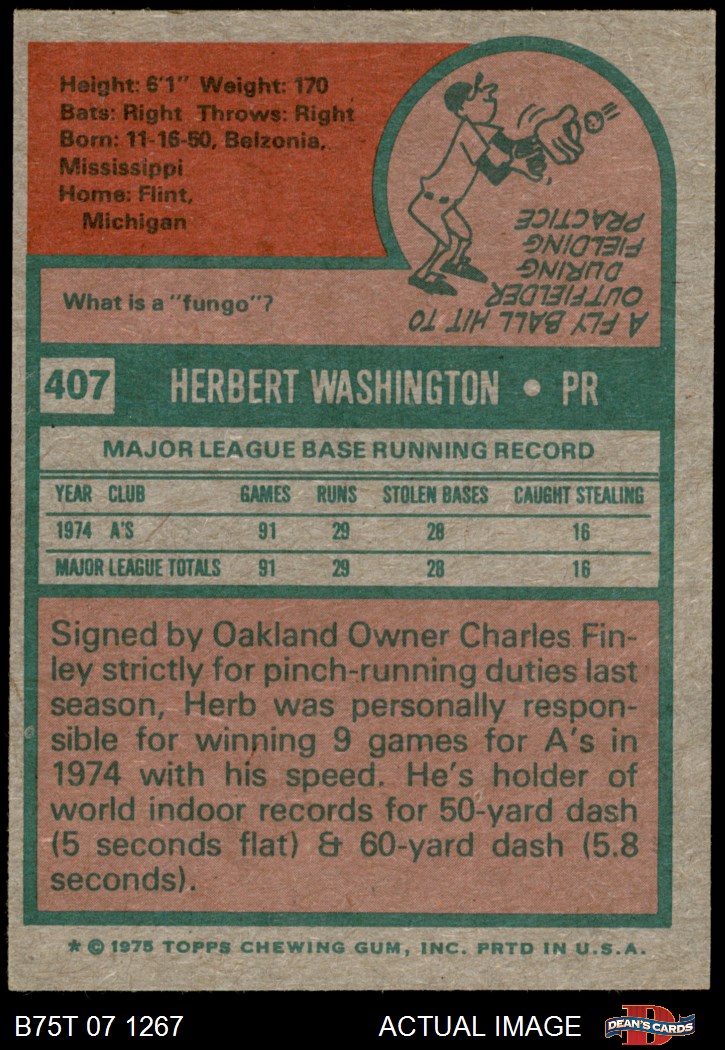 Height: 6'1" Weight: 170
Bats: Right Throws: Right
Born: 11-16-50, Belzonia,
Mississippi
Home: Flint,
Michigan
What is a "fungo"?
A FLY BALL HIT TO
OUTFIELDER
DURING
FIELDING
PRACTICE
407 HERBERT WASHINGTON • PR
MAJOR LEAGUE BASE RUNNING RECORD
YEAR CLUB GAMES RUNS STOLEN BASES CAUGHT STEALING
1974 A'S 91 29 28 16
MAJOR LEAGUE TOTALS 91 29 28 16
Signed by Oakland Owner Charles Fin-
ley strictly for pinch-running duties last
season, Herb was personally respon-
sible for winning 9 games for A's in
1974 with his speed. He's holder of
world indoor records for 50-yard dash
(5 seconds flat) & 60-yard dash (5.8
seconds).
* © 1975 TOPPS CHEWING GUM, INC. PRTD IN U.S.A.
B75T 07 1267 ACTUAL IMAGE
D
DEAN'S CARDS